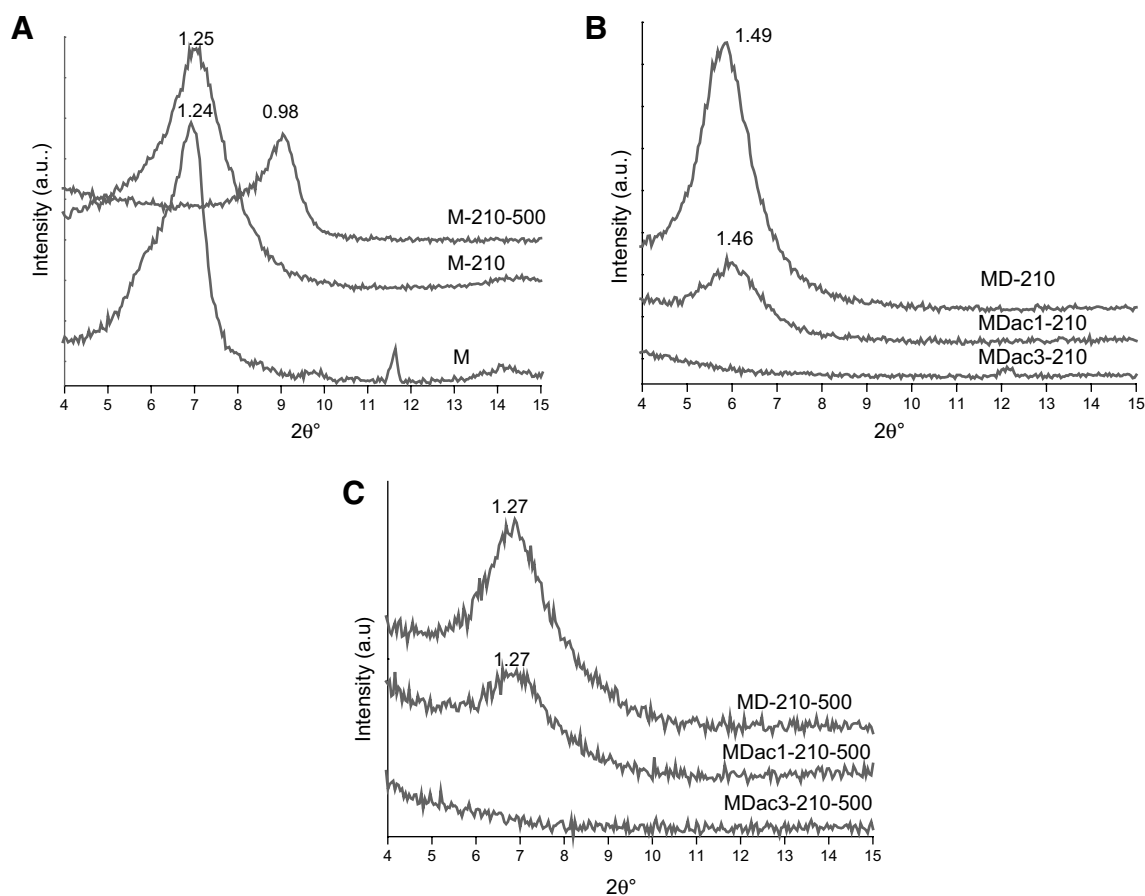 A
1.25
1.24
0.98
M-210-500
M-210
M
Intensity (a.u..)
4 5 6 7 8 9 10 11 12 13 14 15
2θ°
B
1.49
1.46
MD-210
MDac1-210
MDac3-210
Intensity (a.u.)
4 5 6 7 8 9 10 11 12 13 14 15
2θ°
C
1.27
1.27
MD-210-500
MDac1-210-500
MDac3-210-500
Intensity (a.u)
4 5 6 7 8 9 10 11 12 13 14 15
2θ°